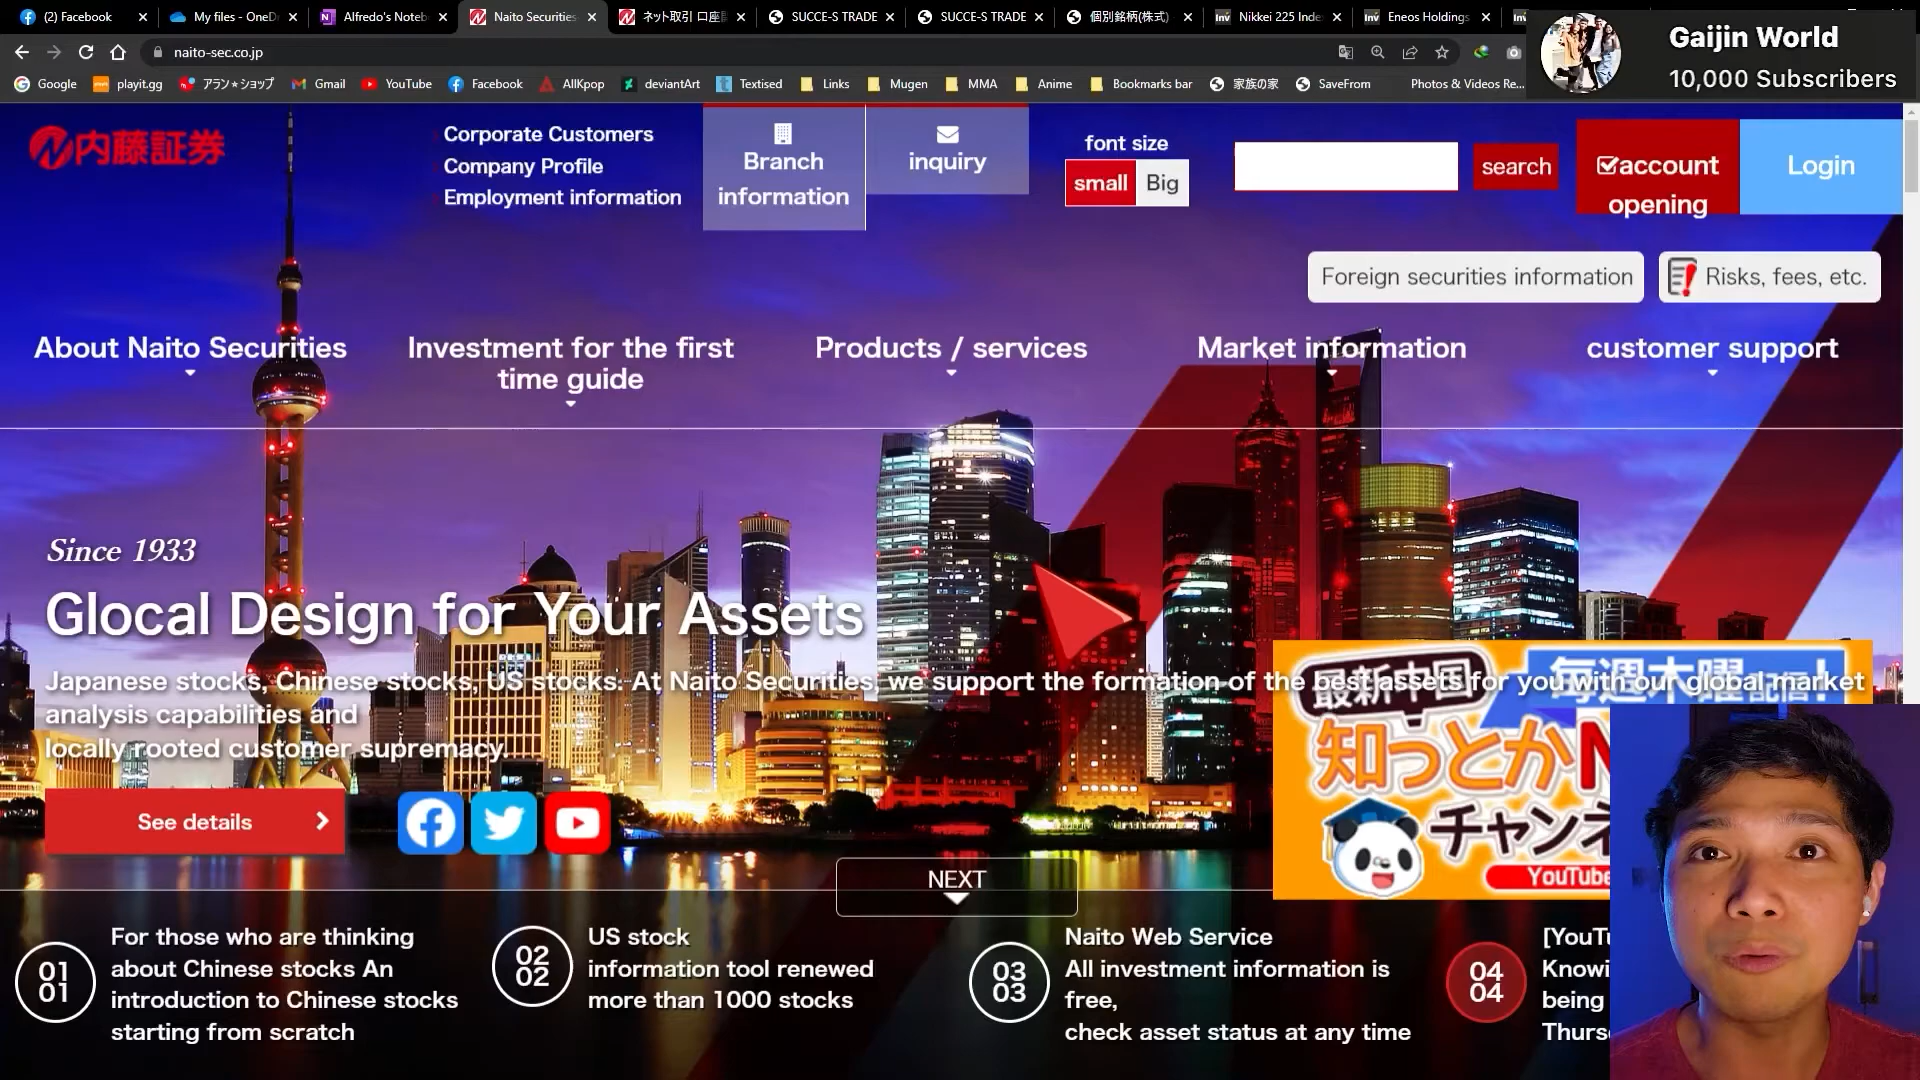 (2) Facebook
My files - OneDr
Alfredo's Noteb
Naito Securities
ネット取引 口座
SUCCE-S TRADE
SUCCE-S TRADE
個別銘柄(株式)
Nikkei 225 Inde
Eneos Holdings
naito-sec.co.jp
Gaijin World
10,000 Subscribers
Google
playit.gg
アラン★ショップ
Gmail
YouTube
Facebook
AllKpop
deviantArt
Textised
Links
Mugen
MMA
Anime
Bookmarks bar
家族の家
SaveFrom
Photos & Videos Re...
内藤証券
Corporate Customers
Company Profile
Employment information
Branch
information
inquiry
font size
small
Big
search
account
opening
Login
Foreign securities information
Risks, fees, etc.
About Naito Securities
Investment for the first
time guide
Products / services
Market information
customer support
Since 1933
Glocal Design for Your Assets
Japanese stocks, Chinese stocks, US stocks. At Naito Securities, we support the formation of the best assets for you with our global market
analysis capabilities and
locally rooted customer supremacy.
最新中国
毎週木曜
知っとかN
チャンネ
YouTube
See details
NEXT
01
01
For those who are thinking
about Chinese stocks An
introduction to Chinese stocks
starting from scratch
02
02
US stock
information tool renewed
more than 1000 stocks
03
03
Naito Web Service
All investment information is
free,
check asset status at any time
04
04
[YouTu
Knowi
being
Thurs